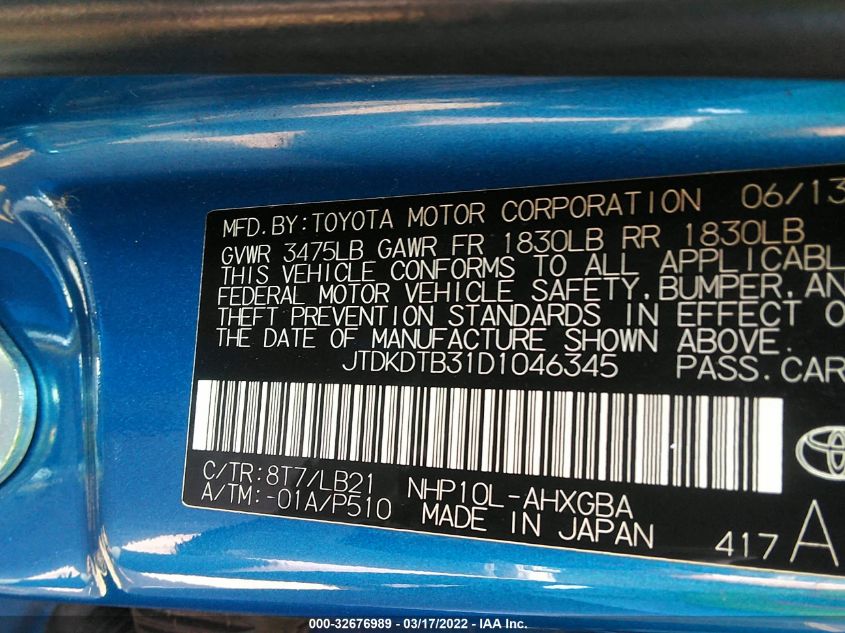 MFD.BY:TOYOTA MOTOR CORPORATION 06/13
GVWR 3475LB GAWR FR 1830LB RR 1830LB
THIS VEHICLE CONFORMS TO ALL APPLICABL
FEDERAL MOTOR VEHICLE SAFETY,BUMPER,AN
THEFT PREVENTION STANDARDS IN EFFECT O
THE DATE OF MANUFACTURE SHOWN ABOVE.
JTDKDTB31D1046345 PASS.CAR
C/TR:8T7/LB21 NHP10L-AHXGBA
A/TM:-01A/P510 MADE IN JAPAN 417 A
000-32676989 - 03/17/2022 - IAA Inc.